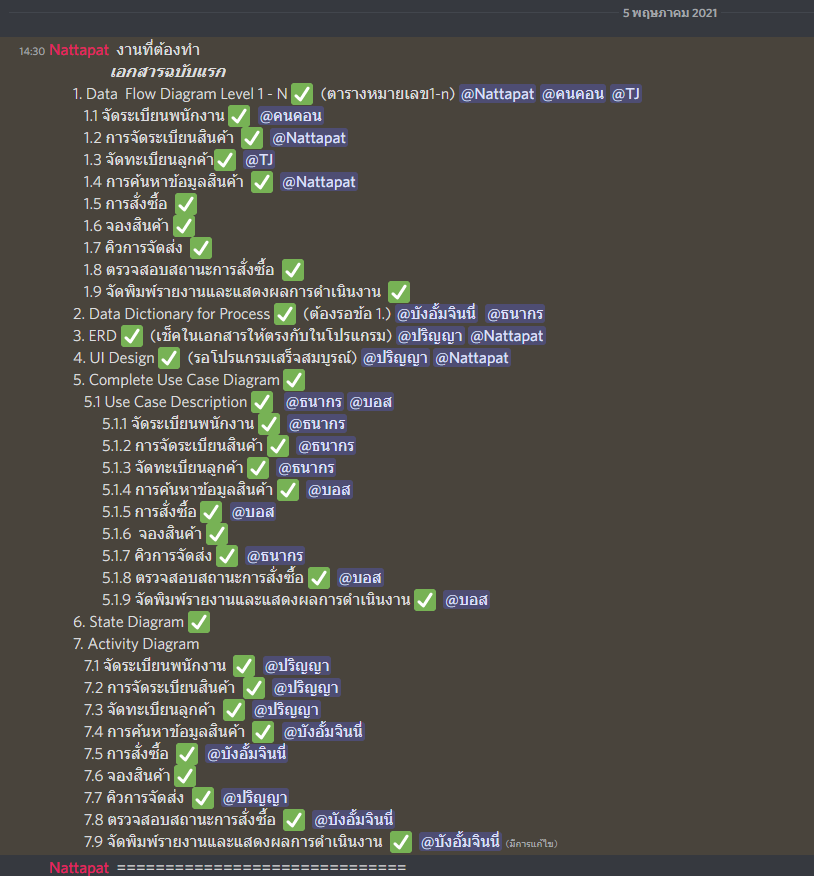 5 พฤษภาคม 2021
14:30 Nattapat งานที่ต้องทำ
เอกสารฉบับแรก
1. Data Flow Diagram Level 1 - N ✅ (ตารางหมายเลข1-n) @Nattapat @คนคอน @TJ
1.1 จัดระเบียนพนักงาน ✅ @คนคอน
1.2 การจัดระเบียนสินค้า ✅ @Nattapat
1.3 จัดทะเบียนลูกค้า ✅ @TJ
1.4 การค้นหาข้อมูลสินค้า ✅ @Nattapat
1.5 การสั่งซื้อ ✅
1.6 จองสินค้า ✅
1.7 คิวการจัดส่ง ✅
1.8 ตรวจสอบสถานะการสั่งซื้อ ✅
1.9 จัดพิมพ์รายงานและแสดงผลการดำเนินงาน ✅
2. Data Dictionary for Process ✅ (ต้องรอข้อ 1.) @บังอั้มจินนี่ @ธนากร
3. ERD ✅ (เช็คในเอกสารให้ตรงกับในโปรแกรม) @ปริญญา @Nattapat
4. UI Design ✅ (รอโปรแกรมเสร็จสมบูรณ์) @ปริญญา @Nattapat
5. Complete Use Case Diagram ✅
5.1 Use Case Description ✅ @ธนากร @บอส
5.1.1 จัดระเบียนพนักงาน ✅ @ธนากร
5.1.2 การจัดระเบียนสินค้า ✅ @ธนากร
5.1.3 จัดทะเบียนลูกค้า ✅ @ธนากร
5.1.4 การค้นหาข้อมูลสินค้า ✅ @บอส
5.1.5 การสั่งซื้อ ✅ @บอส
5.1.6 จองสินค้า ✅
5.1.7 คิวการจัดส่ง ✅ @ธนากร
5.1.8 ตรวจสอบสถานะการสั่งซื้อ ✅ @บอส
5.1.9 จัดพิมพ์รายงานและแสดงผลการดำเนินงาน ✅ @บอส
6. State Diagram ✅
7. Activity Diagram
7.1 จัดระเบียนพนักงาน ✅ @ปริญญา
7.2 การจัดระเบียนสินค้า ✅ @ปริญญา
7.3 จัดทะเบียนลูกค้า ✅ @ปริญญา
7.4 การค้นหาข้อมูลสินค้า ✅ @บังอั้มจินนี่
7.5 การสั่งซื้อ ✅ @บังอั้มจินนี่
7.6 จองสินค้า ✅
7.7 คิวการจัดส่ง ✅ @ปริญญา
7.8 ตรวจสอบสถานะการสั่งซื้อ ✅ @บังอั้มจินนี่
7.9 จัดพิมพ์รายงานและแสดงผลการดำเนินงาน ✅ @บังอั้มจินนี่ (มีการแก้ไข)
Nattapat ==============================